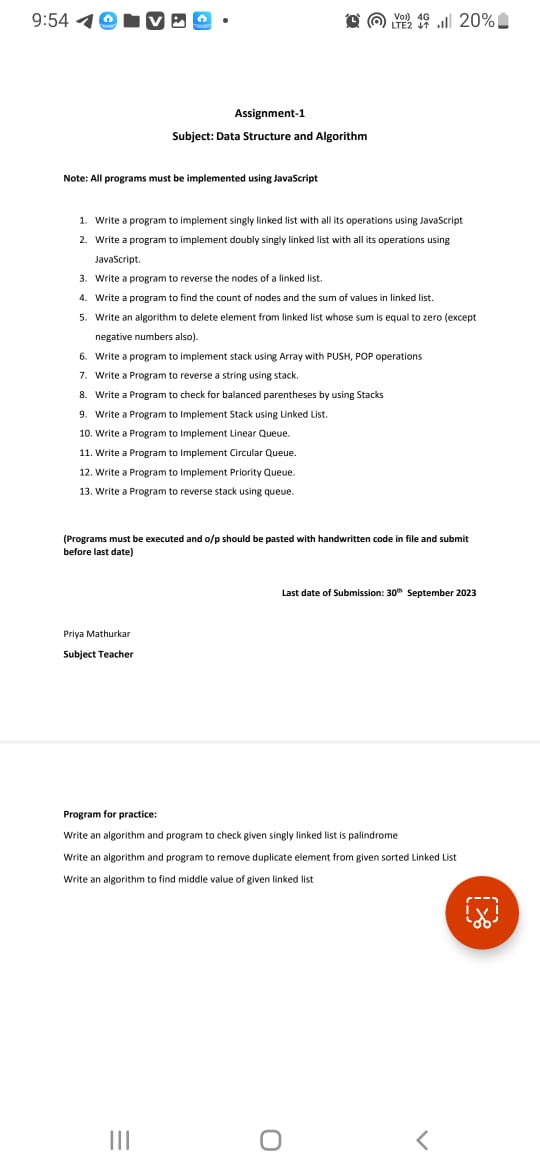 9:54
Vo)) 4G
LTE2
20%
Assignment-1
Subject: Data Structure and Algorithm
Note: All programs must be implemented using JavaScript
1. Write a program to implement singly linked list with all its operations using JavaScript
2. Write a program to implement doubly singly linked list with all its operations using
JavaScript.
3. Write a program to reverse the nodes of a linked list.
4. Write a program to find the count of nodes and the sum of values in linked list.
5. Write an algorithm to delete element from linked list whose sum is equal to zero (except
negative numbers also).
6. Write a program to implement stack using Array with PUSH, POP operations
7. Write a Program to reverse a string using stack.
8. Write a Program to check for balanced parentheses by using Stacks
9. Write a Program to Implement Stack using Linked List.
10. Write a Program to Implement Linear Queue.
11. Write a Program to Implement Circular Queue.
12. Write a Program to Implement Priority Queue.
13. Write a Program to reverse stack using queue.
(Programs must be executed and o/p should be pasted with handwritten code in file and submit
before last date)
Last date of Submission: 30th September 2023
Priya Mathurkar
Subject Teacher
Program for practice:
Write an algorithm and program to check given singly linked list is palindrome
Write an algorithm and program to remove duplicate element from given sorted Linked List
Write an algorithm to find middle value of given linked list